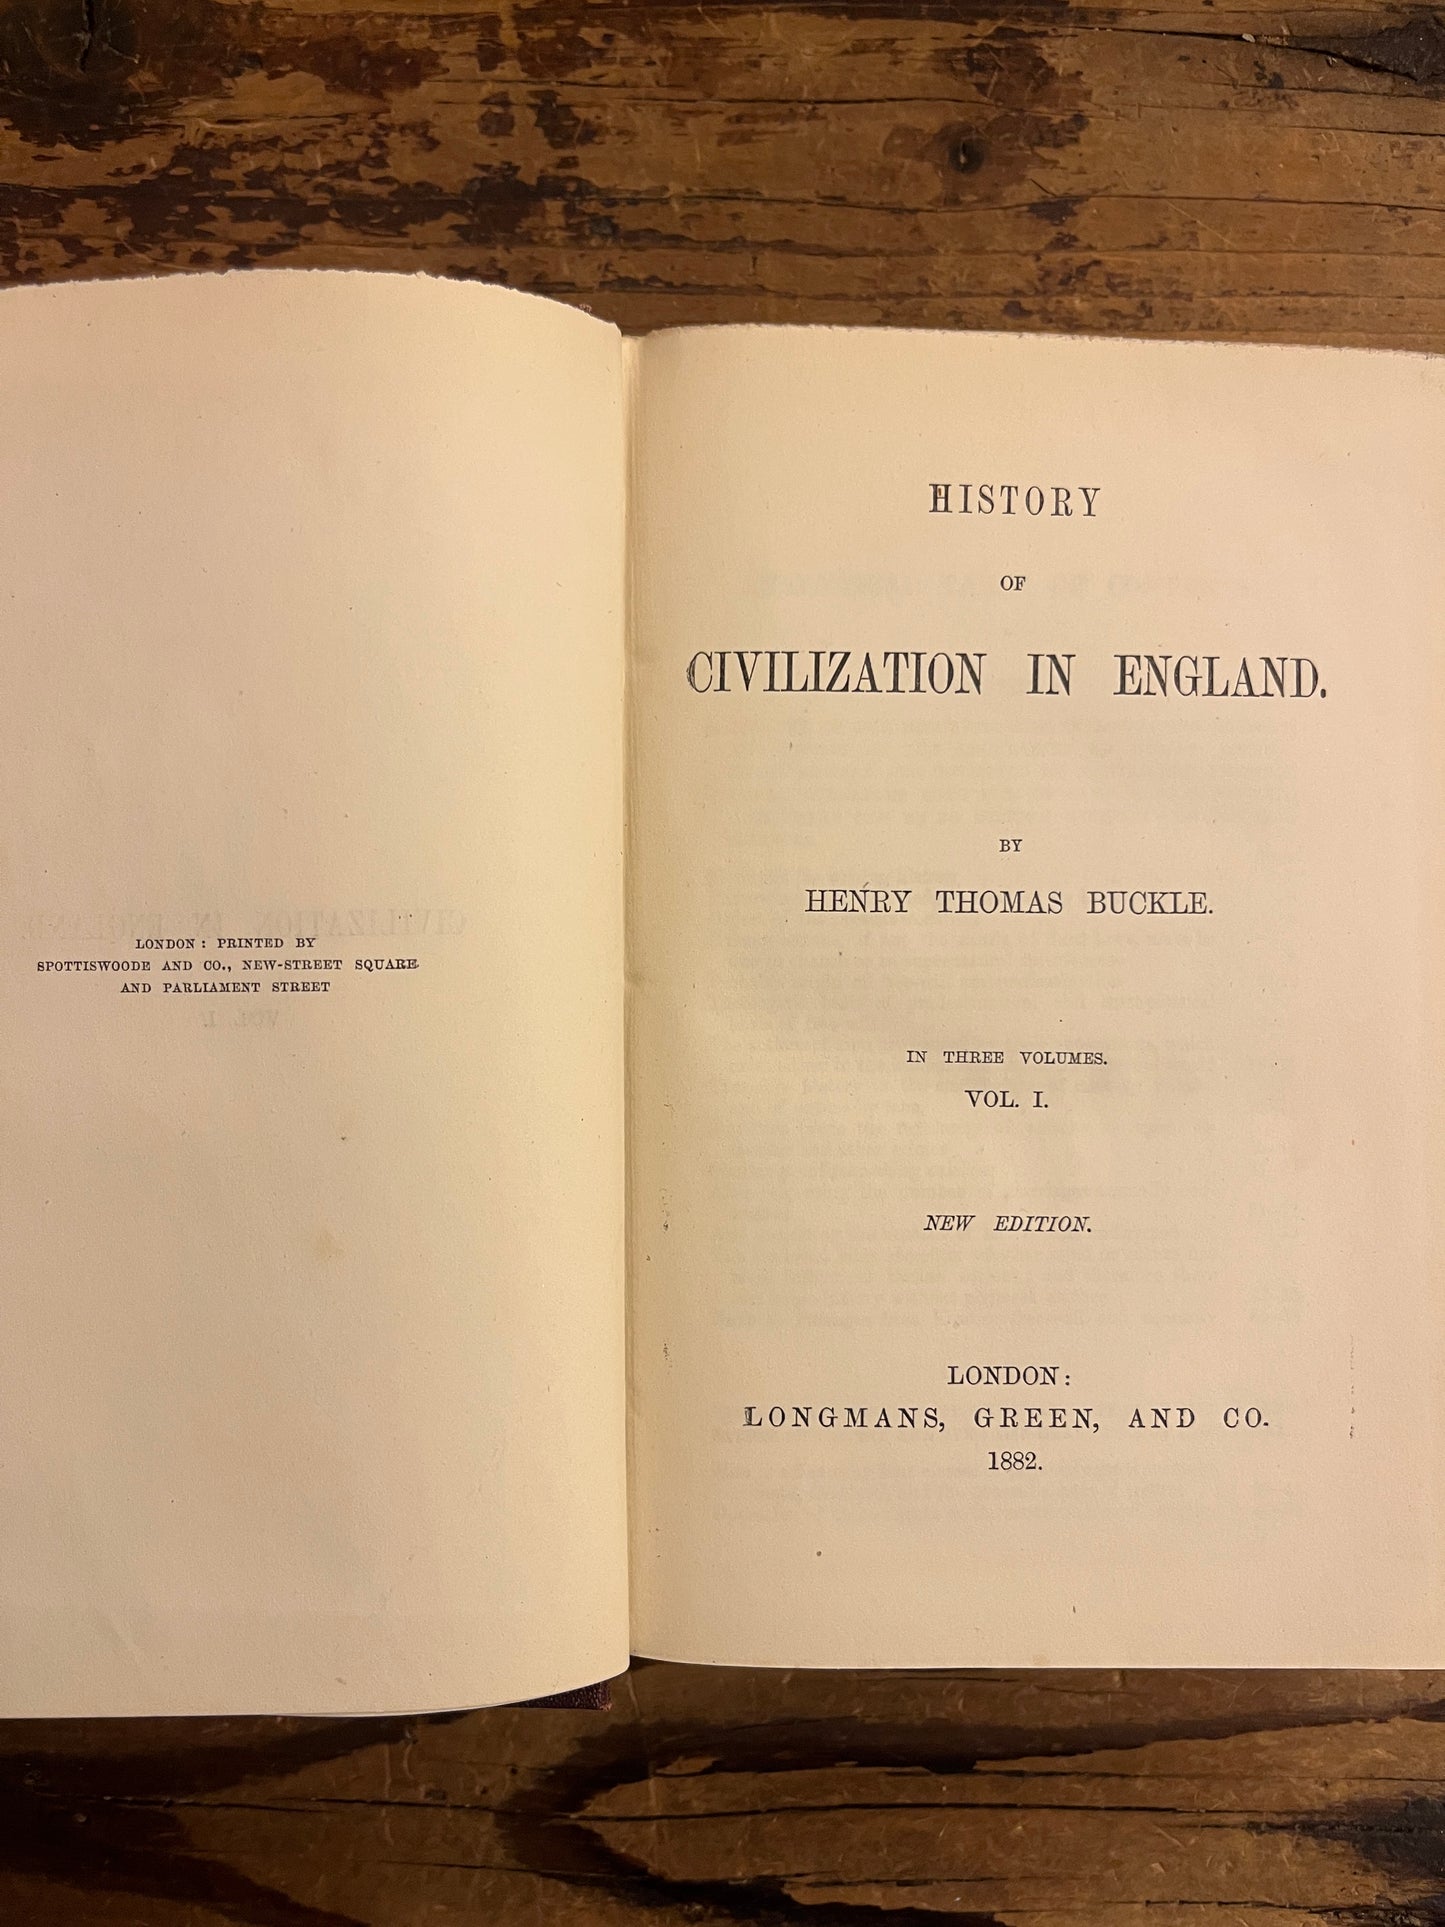 LONDON : PRINTED BY
SPOTTISWOODE AND CO., NEW-STREET SQUARE
AND PARLIAMENT STREET
HISTORY
OF
CIVILIZATION IN ENGLAND.
BY
HENRY THOMAS BUCKLE.
IN THREE VOLUMES.
VOL. I.
NEW EDITION.
LONDON:
LONGMANS, GREEN, AND CO.
1882.